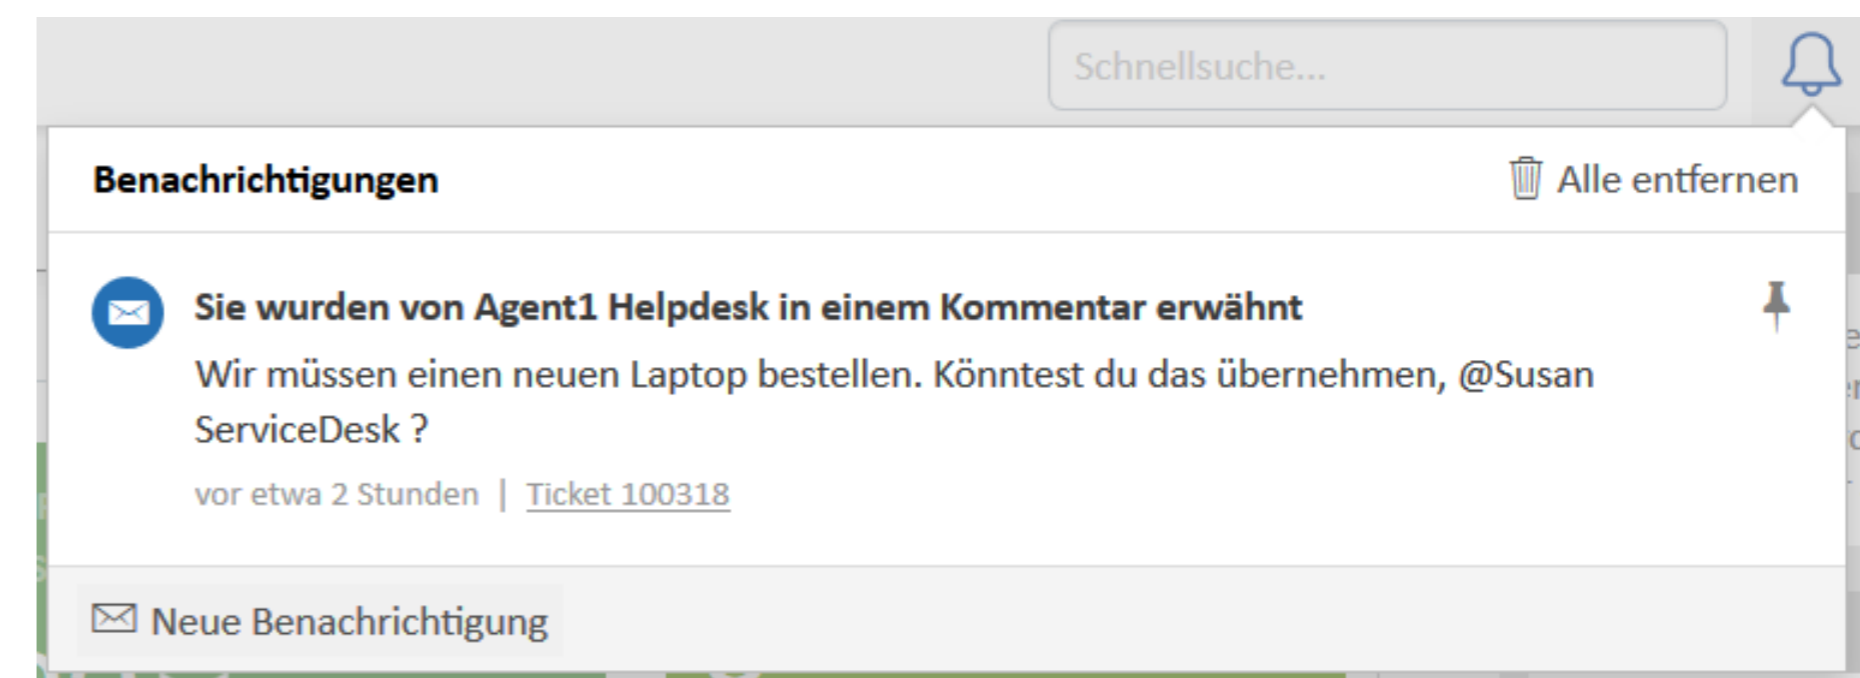 Schnellsuche...
Benachrichtigungen
Alle entfernen
Sie wurden von Agent1 Helpdesk in einem Kommentar erwähnt
Wir müssen einen neuen Laptop bestellen. Könntest du das übernehmen, @Susan
ServiceDesk ?
vor etwa 2 Stunden | Ticket 100318
Neue Benachrichtigung